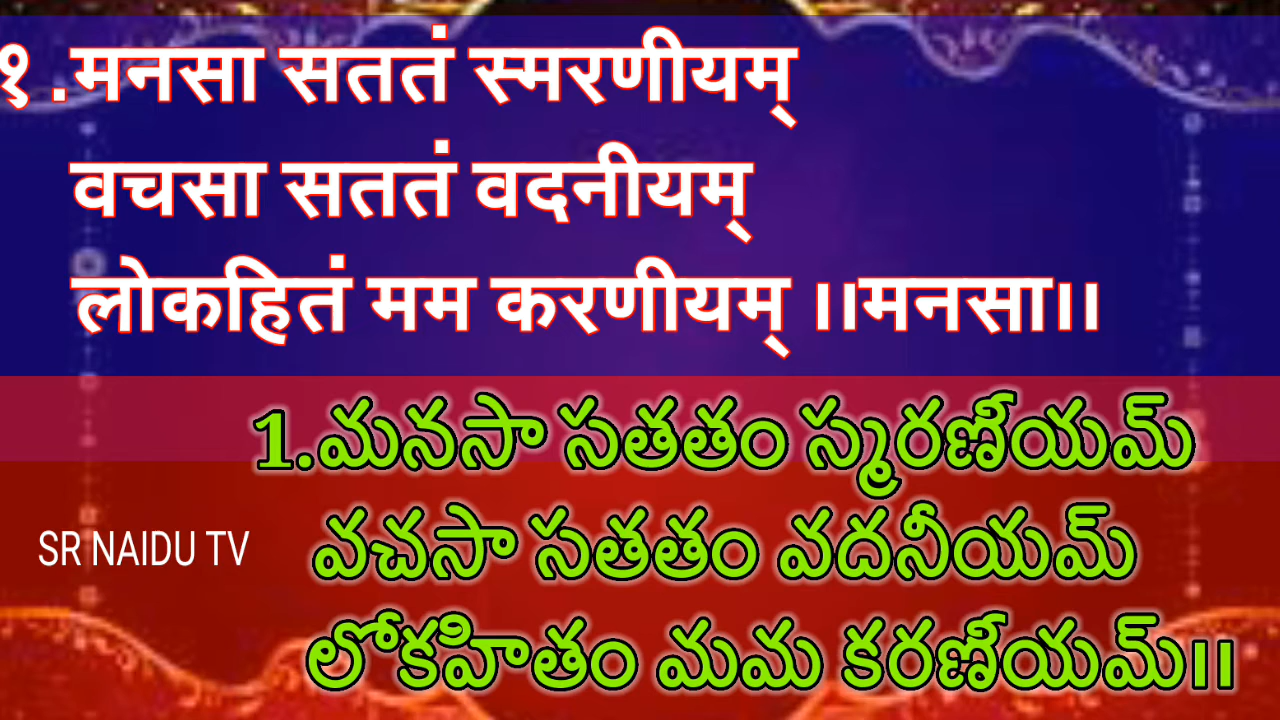 १ .मनसा सततं स्मरणीयम्
वचसा सततं वदनीयम्
लोकहितं मम करणीयम् ।।मनसा।।
1.మనసా సతతం స్మరణీయమ్
SR NAIDU TV
వచసా సతతం వదనీయమ్
లోకహితం మమ కరణీయమ్।।